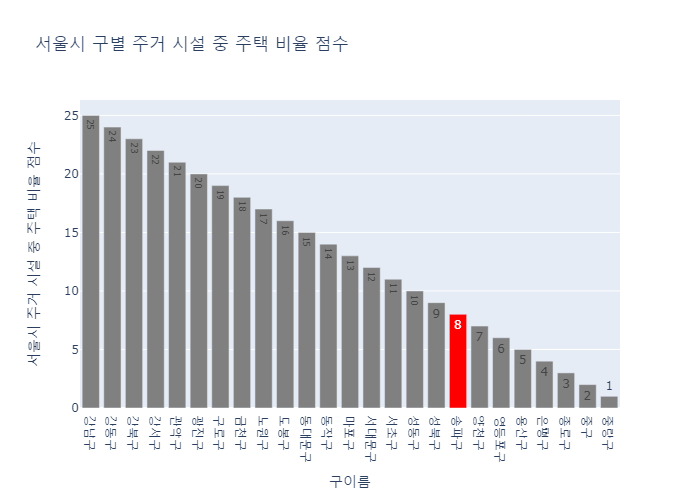 서울시 구별 주거 시설 중 주택 비율 점수
서울시 주거 시설 중 주택 비율 점수
25
20
15
10
5
0
25
24
23
22
21
20
19
18
17
16
15
14
13
12
11
10
9
8
7
6
5
4
3
2
1
강남구
강동구
강북구
강서구
관악구
광진구
구로구
금천구
노원구
도봉구
동대문구
동작구
마포구
서대문구
서초구
성동구
성북구
송파구
양천구
영등포구
용산구
은평구
종로구
중구
중랑구
구이름